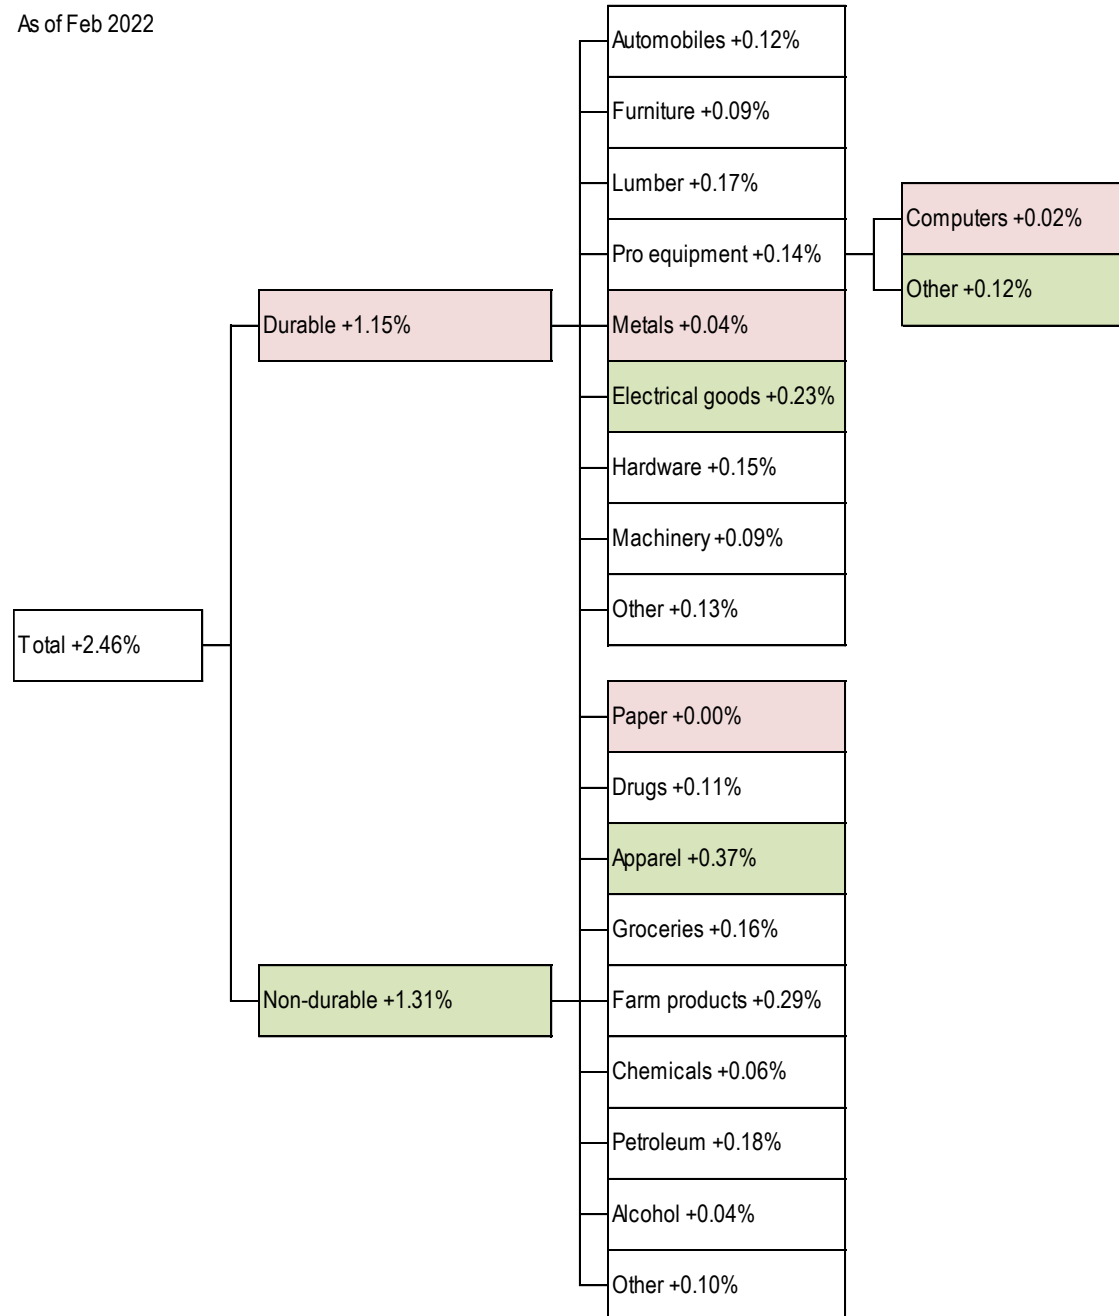 As of Feb 2022
Automobiles +0.12%
Furniture +0.09%
Lumber +0.17%
Computers +0.02%
Pro equipment +0.14%
Other +0.12%
Durable +1.15%
Metals +0.04%
Electrical goods +0.23%
Hardware +0.15%
Machinery +0.09%
Other +0.13%
Total +2.46%
Paper +0.00%
Drugs +0.11%
Apparel +0.37%
Groceries +0.16%
Non-durable +1.31%
Farm products +0.29%
Chemicals +0.06%
Petroleum +0.18%
Alcohol +0.04%
Other +0.10%